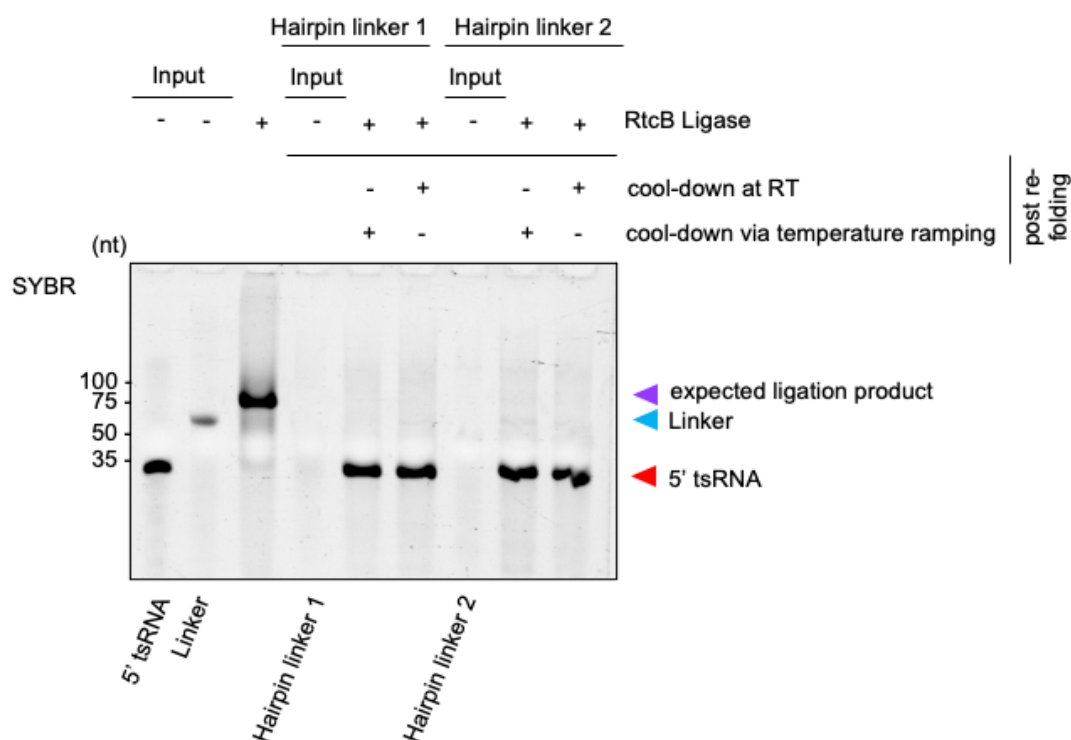 Hairpin linker 1 Hairpin linker 2
Input Input Input
- - + - + + - + + RtcB Ligase
- + - + cool-down at RT
+ - + - cool-down via temperature ramping
post re-
folding
(nt)
SYBR
100
75
50
35
expected ligation product
Linker
5' tsRNA
5' tsRNA
Linker
Hairpin linker 1
Hairpin linker 2